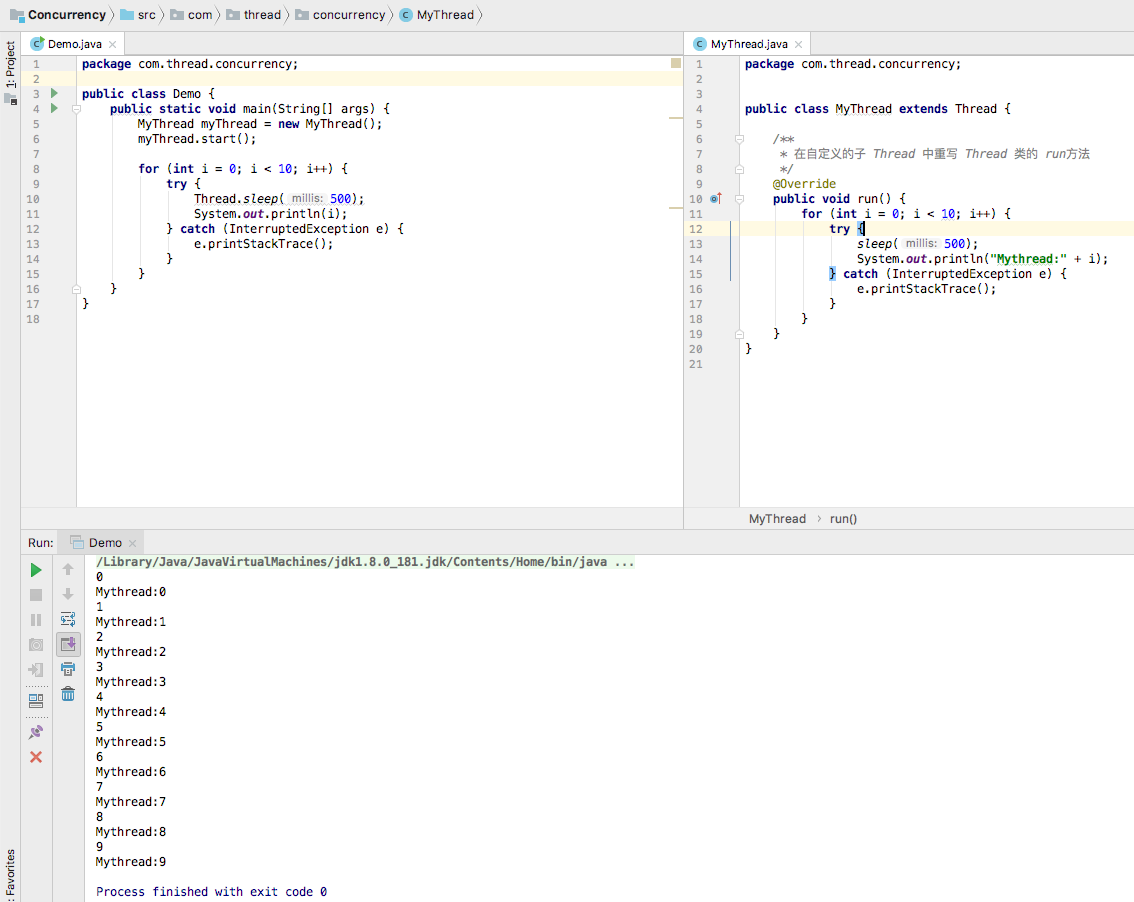 Concurrency src com thread concurrency MyThread
1: Project
Demo.java
1 package com.thread.concurrency;
2
3 public class Demo {
4 public static void main(String[] args) {
5 MyThread myThread = new MyThread();
6 myThread.start();
7
8 for (int i = 0; i < 10; i++) {
9 try {
10 Thread.sleep( millis: 500);
11 System.out.println(i);
12 } catch (InterruptedException e) {
13 e.printStackTrace();
14 }
15 }
16 }
17 }
18
MyThread.java
1 package com.thread.concurrency;
2
3
4 public class MyThread extends Thread {
5
6 /**
7 * 在自定义的子 Thread 中重写 Thread 类的 run方法
8 */
9 @Override
10 public void run() {
11 for (int i = 0; i < 10; i++) {
12 try {
13 sleep( millis: 500);
14 System.out.println("Mythread:" + i);
15 } catch (InterruptedException e) {
16 e.printStackTrace();
17 }
18 }
19 }
20 }
21
MyThread › run()
Run: Demo
/Library/Java/JavaVirtualMachines/jdk1.8.0_181.jdk/Contents/Home/bin/java ...
0
Mythread:0
1
Mythread:1
2
Mythread:2
3
Mythread:3
4
Mythread:4
5
Mythread:5
6
Mythread:6
7
Mythread:7
8
Mythread:8
9
Mythread:9
Process finished with exit code 0
: Favorites